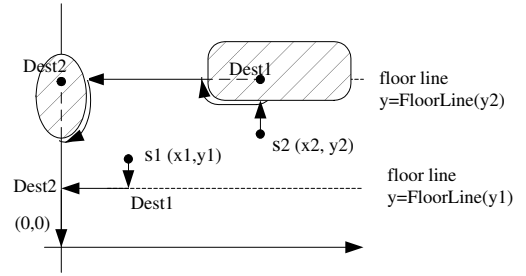 Dest2
Dest1
floor line
y=FloorLine(y2)
s2 (x2, y2)
s1 (x1,y1)
floor line
y=FloorLine(y1)
Dest2
Dest1
(0,0)